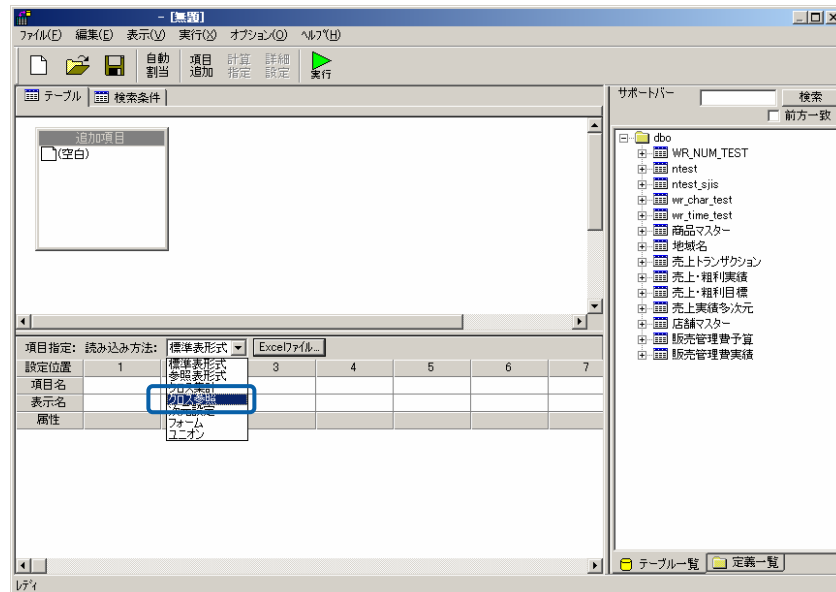 - [無題]
ファイル(F) 編集(E) 表示(V) 実行(X) オプション(O) ヘルプ(H)
自動割当 項目追加 計算指定 詳細設定 実行
テーブル 検索条件
追加項目
(空白)
サポートバー 検索
前方一致
dbo
WR_NUM_TEST
ntest
ntest_sjis
wr_char_test
wr_time_test
商品マスター
地域名
売上トランザクション
売上・粗利実績
売上・粗利目標
売上実績多次元
店舗マスター
販売管理費予算
販売管理費実績
項目指定: 読み込み方法: 標準表形式 Excelファイル...
設定位置 1 3 4 5 6 7
項目名
表示名
属性
標準表形式
参照表形式
クロス集計
クロス参照
次元設定
フォーム
ユニオン
テーブル一覧 定義一覧
レディ